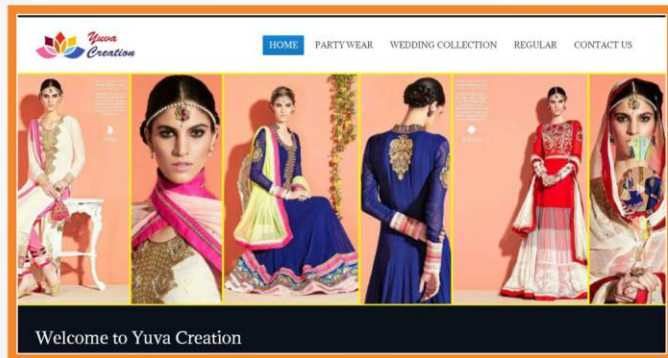 Yuva
Creation
HOME PARTY WEAR WEDDING COLLECTION REGULAR CONTACT US
Welcome to Yuva Creation